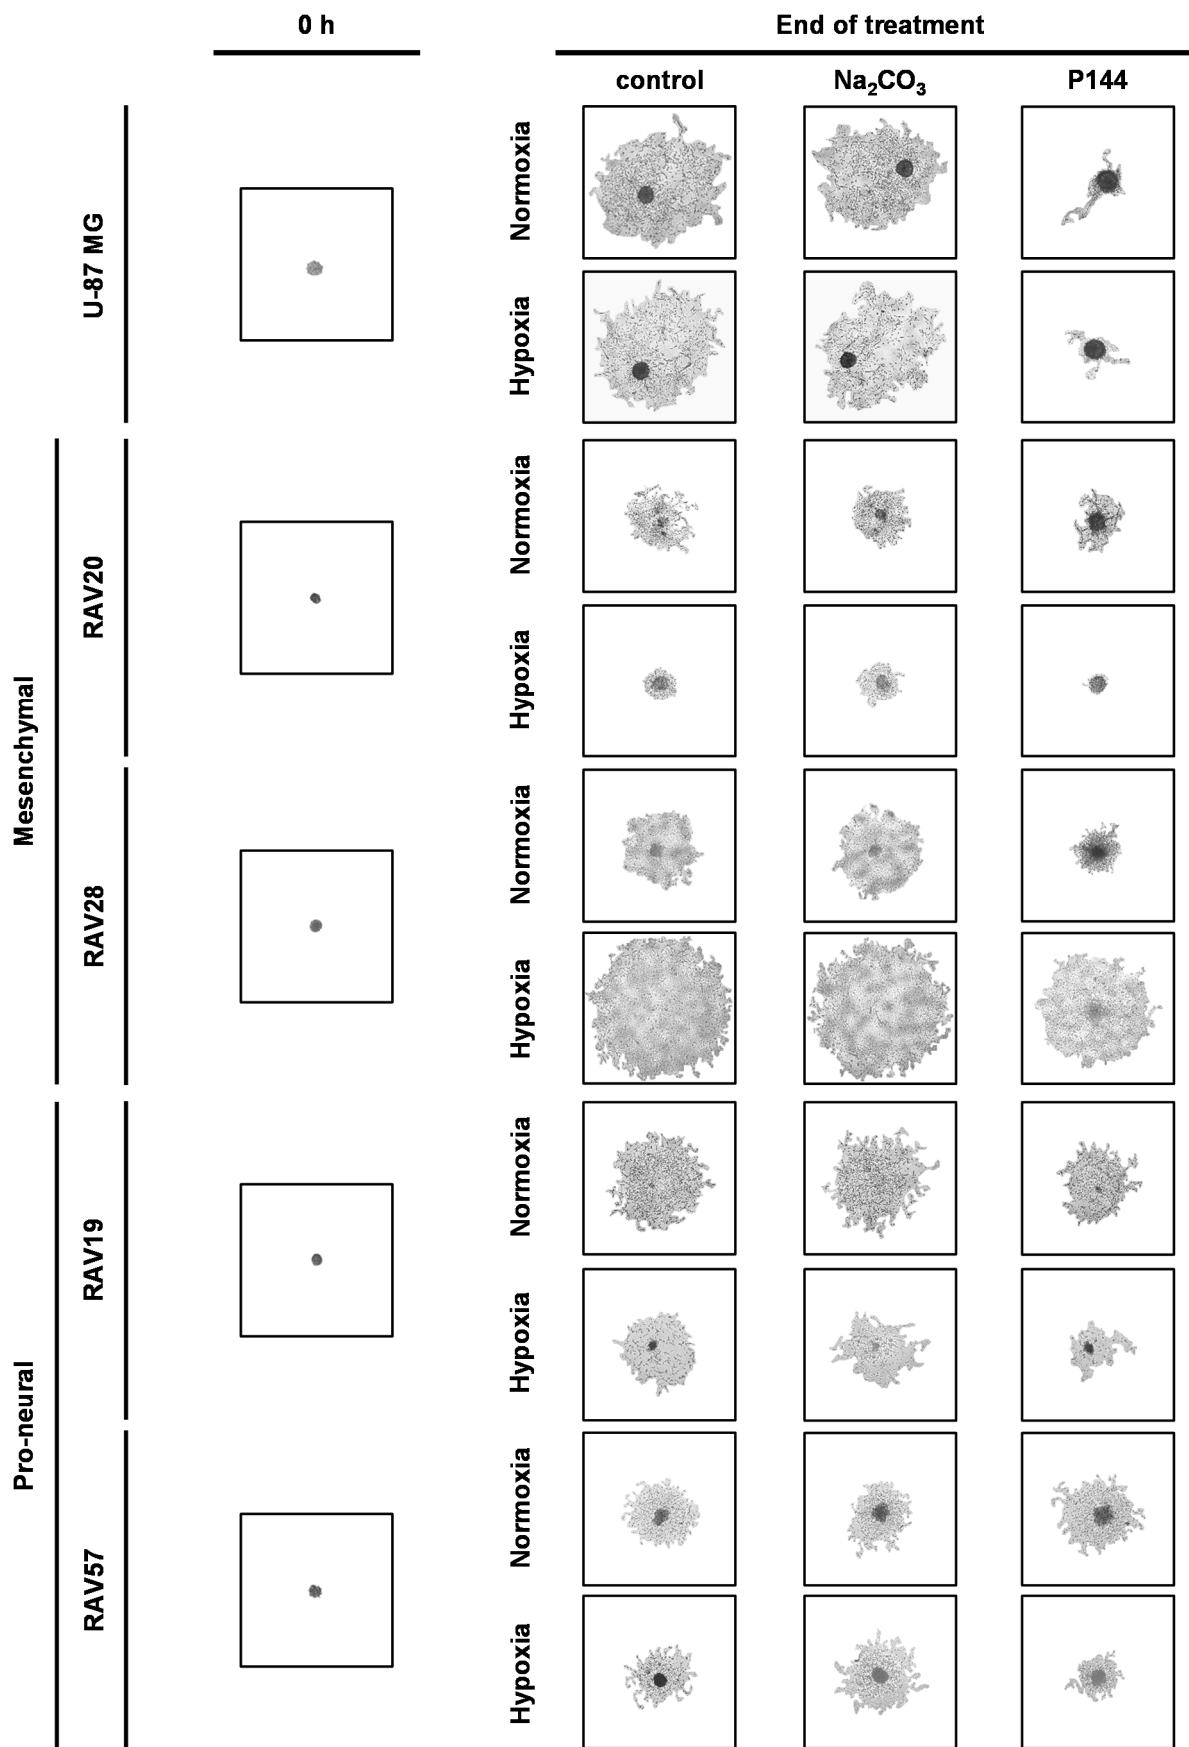 0 h
End of treatment
control
Na₂CO₃
P144
U-87 MG
Normoxia
Hypoxia
Mesenchymal
RAV20
Normoxia
Hypoxia
RAV28
Normoxia
Hypoxia
Pro-neural
RAV19
Normoxia
Hypoxia
RAV57
Normoxia
Hypoxia